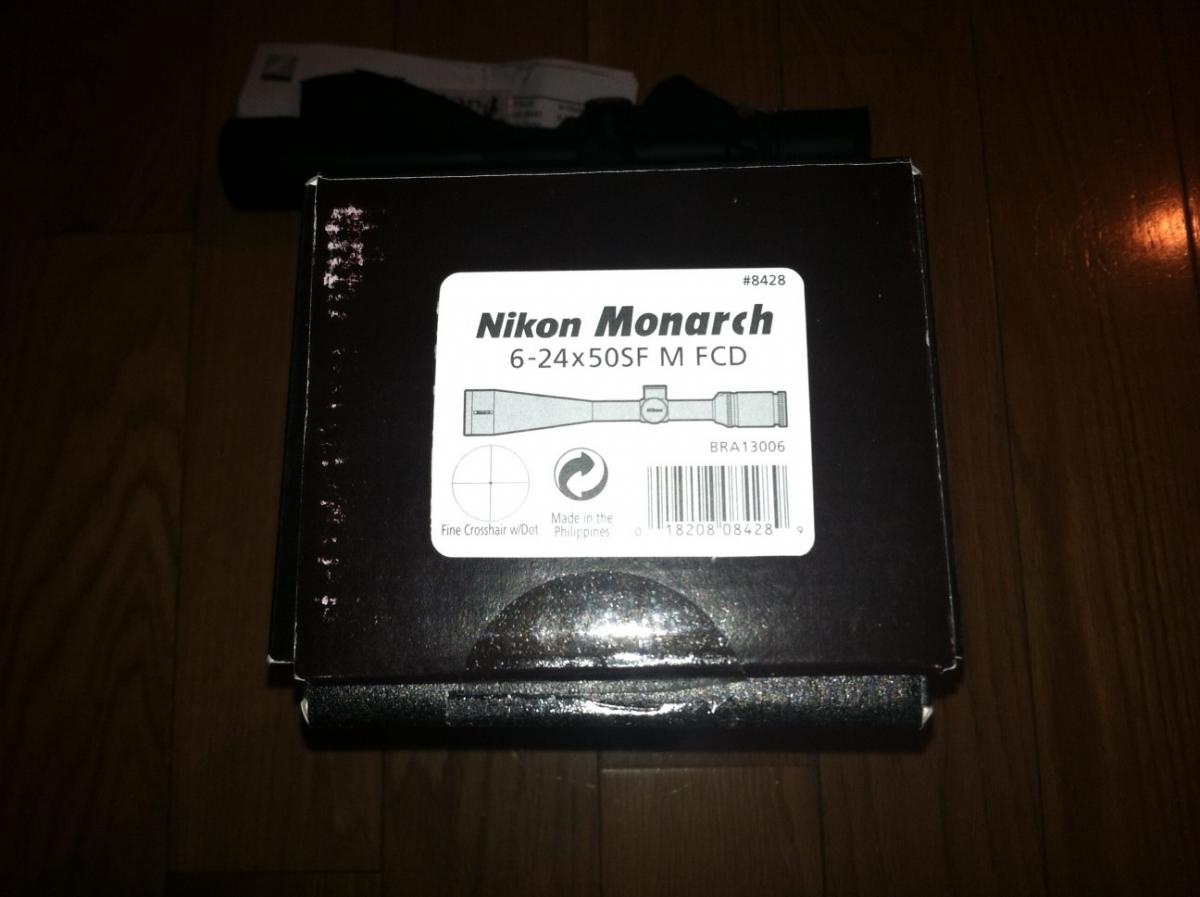 #8428
Nikon Monarch
6-24x50SF M FCD
Nikon
BRA13006
Fine Crosshair w/Dot
Made in the
Philippines
0 18208 08428 9